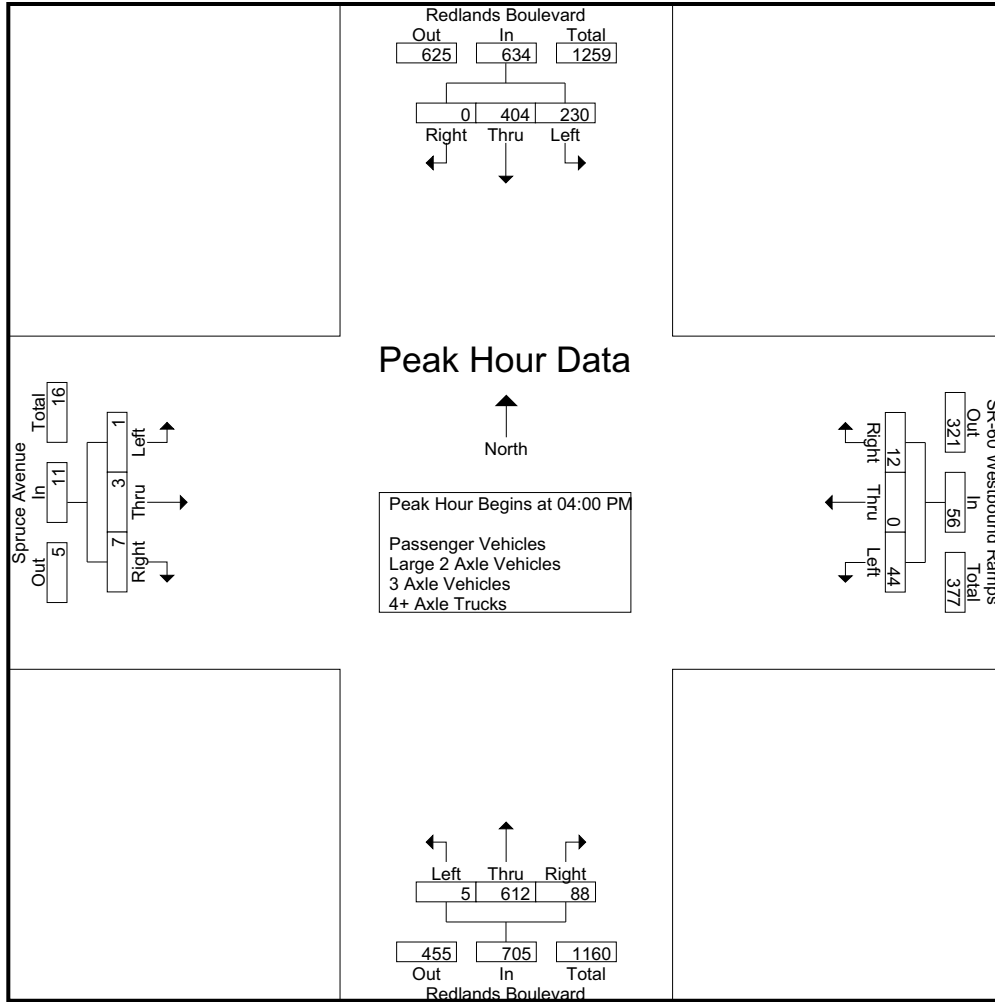 Redlands Boulevard
Out In Total
625 634 1259
0 404 230
Right Thru Left
Peak Hour Data
North
Peak Hour Begins at 04:00 PM
Passenger Vehicles
Large 2 Axle Vehicles
3 Axle Vehicles
4+ Axle Trucks
Spruce Avenue
Out In Total
5 11 16
7 3 1
Right Thru Left
SR-60 Westbound Ramps
Out In Total
321 56 377
12 0 44
Right Thru Left
Left Thru Right
5 612 88
455 705 1160
Out In Total
Redlands Boulevard